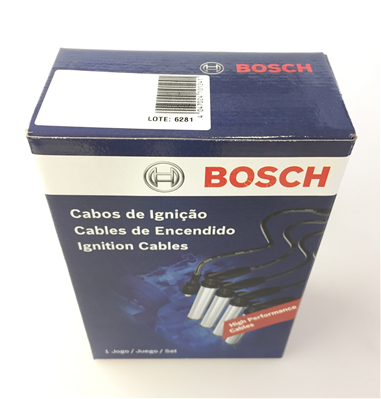 BOSCH
LOTE: 6281
BOSCH
Cabos de Ignição
Cables de Encendido
Ignition Cables
High Performance
Cables
1 Jogo / Juego / Set